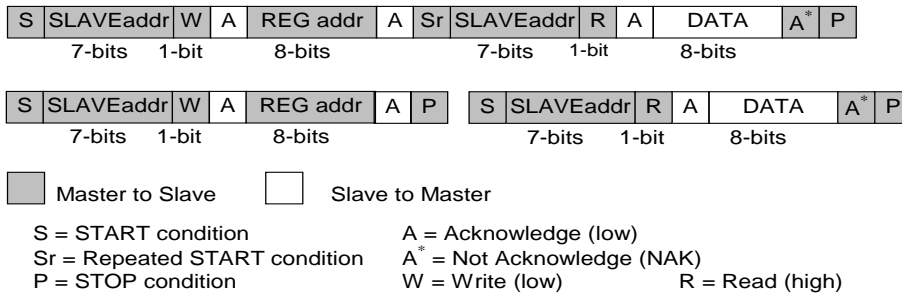 S SLAVEaddr W A REG addr A Sr SLAVEaddr R A DATA A* P
7-bits 1-bit 8-bits 7-bits 1-bit 8-bits
S SLAVEaddr W A REG addr A P S SLAVEaddr R A DATA A* P
7-bits 1-bit 8-bits 7-bits 1-bit 8-bits
Master to Slave Slave to Master
S = START condition A = Acknowledge (low)
Sr = Repeated START condition A* = Not Acknowledge (NAK)
P = STOP condition W = Write (low) R = Read (high)